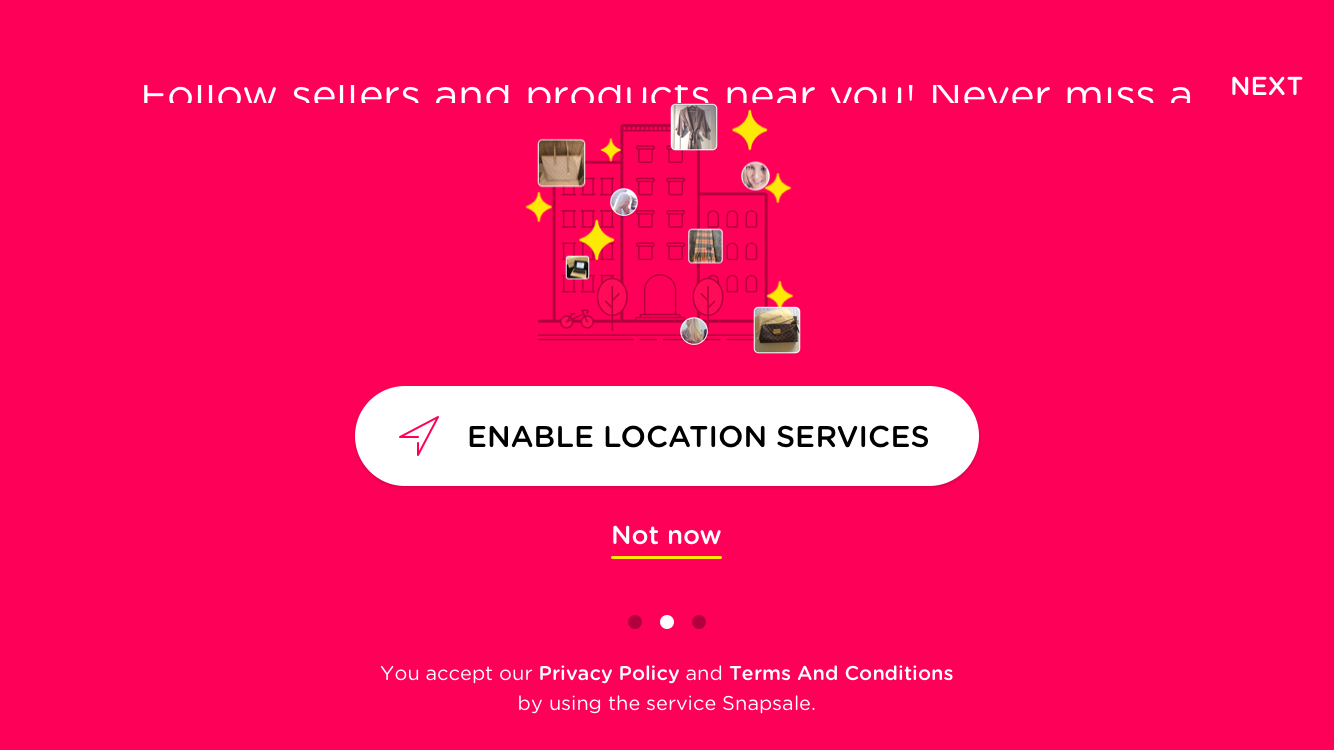 Follow sellers and products near you! Never miss a
NEXT
ENABLE LOCATION SERVICES
Not now
You accept our Privacy Policy and Terms And Conditions
by using the service Snapsale.